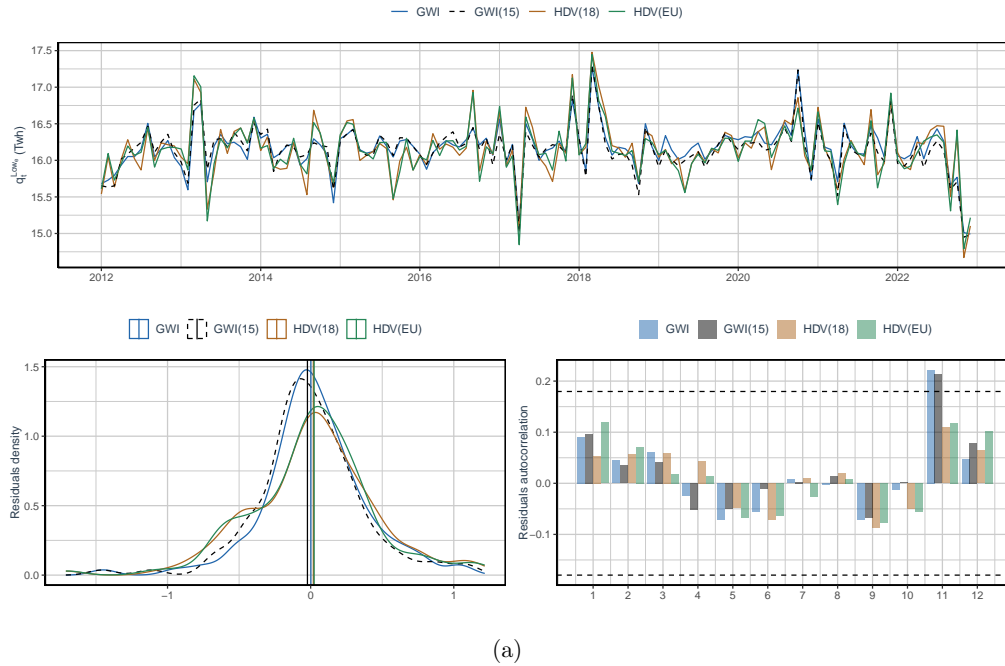 GWI GWI(15) HDV(18) HDV(EU)
17.5
17.0
16.5
16.0
15.5
15.0
q_t^Low_θ (Twh)
2012 2014 2016 2018 2020 2022
GWI GWI(15) HDV(18) HDV(EU)
1.5
1.0
0.5
0.0
Residuals density
−1 0 1
GWI GWI(15) HDV(18) HDV(EU)
0.2
0.1
0.0
−0.1
Residuals autocorrelation
1 2 3 4 5 6 7 8 9 10 11 12
(a)